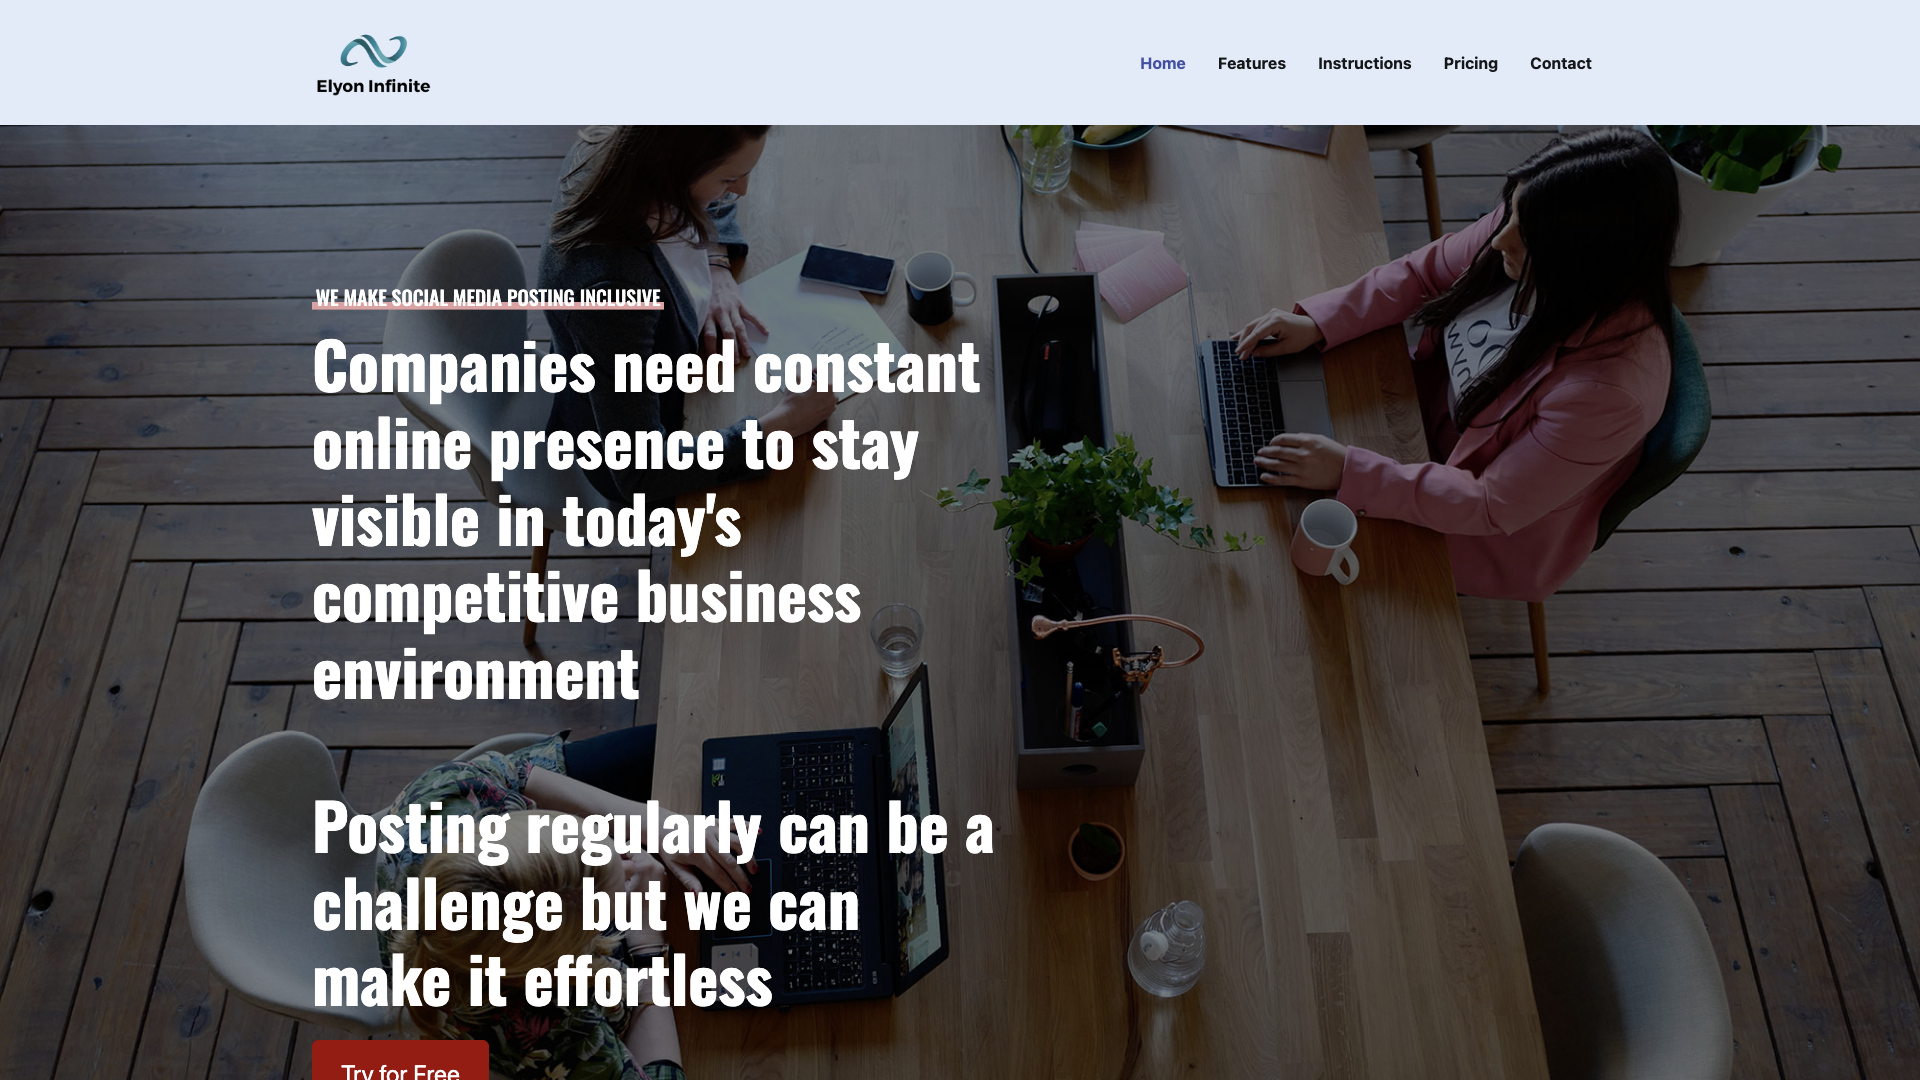 Elyon Infinite
Home Features Instructions Pricing Contact
WE MAKE SOCIAL MEDIA POSTING INCLUSIVE
Companies need constant
online presence to stay
visible in today's
competitive business
environment
Posting regularly can be a
challenge but we can
make it effortless
Try for Free